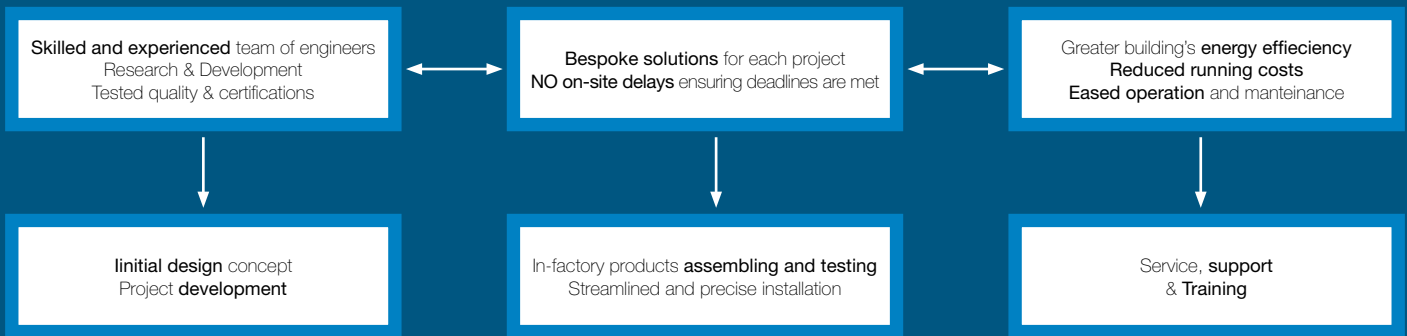 Skilled and experienced team of engineers
Research & Development
Tested quality & certifications
Bespoke solutions for each project
NO on-site delays ensuring deadlines are met
Greater building's energy effieciency
Reduced running costs
Eased operation and manteinance
Iinitial design concept
Project development
In-factory products assembling and testing
Streamlined and precise installation
Service, support
& Training